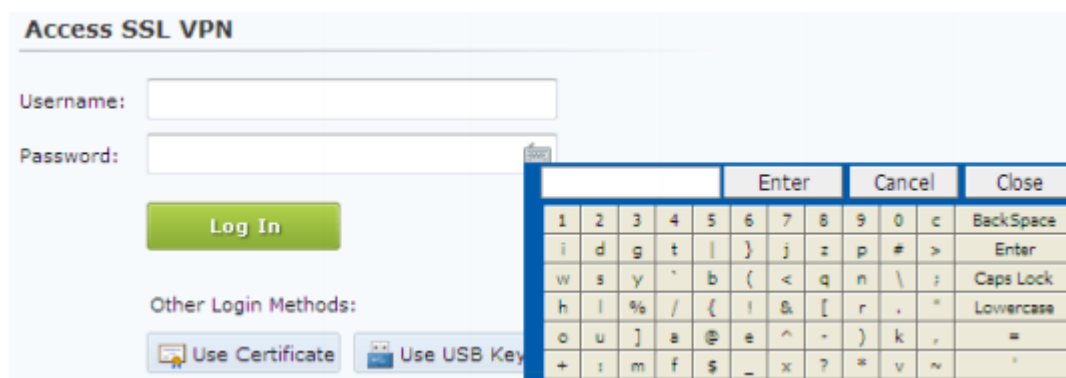 Access SSL VPN
Username:
Password:
Enter Cancel Close
1 2 3 4 5 6 7 8 9 0 c BackSpace
Log In
i d g t | } j z p # > Enter
w s y ` b ( < q n \ ; Caps Lock
h l % / { ! & [ r . " Lowercase
Other Login Methods:
o u ] a @ e ^ - ) k , =
Use Certificate Use USB Key
+ : m f $ _ x ? * v ~ '